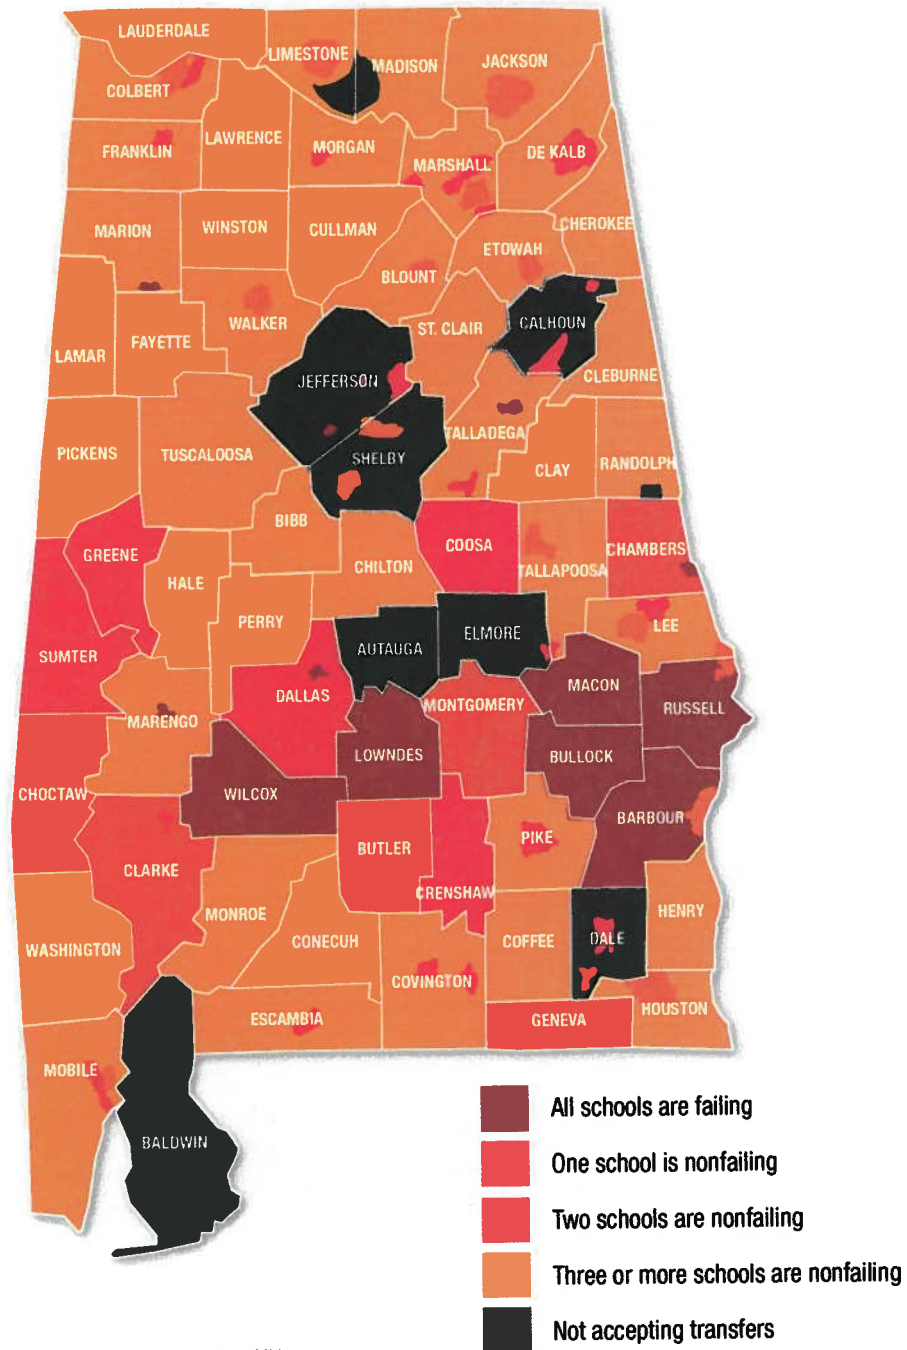 LAUDERDALE
LIMESTONE
MADISON
JACKSON
COLBERT
FRANKLIN
LAWRENCE
MORGAN
MARSHALL
DE KALB
MARION
WINSTON
CULLMAN
ETOWAH
CHEROKEE
BLOUNT
LAMAR
FAYETTE
WALKER
ST. CLAIR
CALHOUN
CLEBURNE
JEFFERSON
PICKENS
TUSCALOOSA
SHELBY
TALLADEGA
CLAY
RANDOLPH
BIBB
GREENE
HALE
CHILTON
COOSA
TALLAPOOSA
CHAMBERS
PERRY
SUMTER
AUTAUGA
ELMORE
LEE
DALLAS
MACON
MARENGO
MONTGOMERY
RUSSELL
LOWNDES
BULLOCK
CHOCTAW
WILCOX
BARBOUR
CLARKE
BUTLER
PIKE
CRENSHAW
MONROE
HENRY
WASHINGTON
CONECUH
COFFEE
DALE
COVINGTON
ESCAMBIA
GENEVA
HOUSTON
MOBILE
BALDWIN
All schools are failing
One school is nonfailing
Two schools are nonfailing
Three or more schools are nonfailing
Not accepting transfers